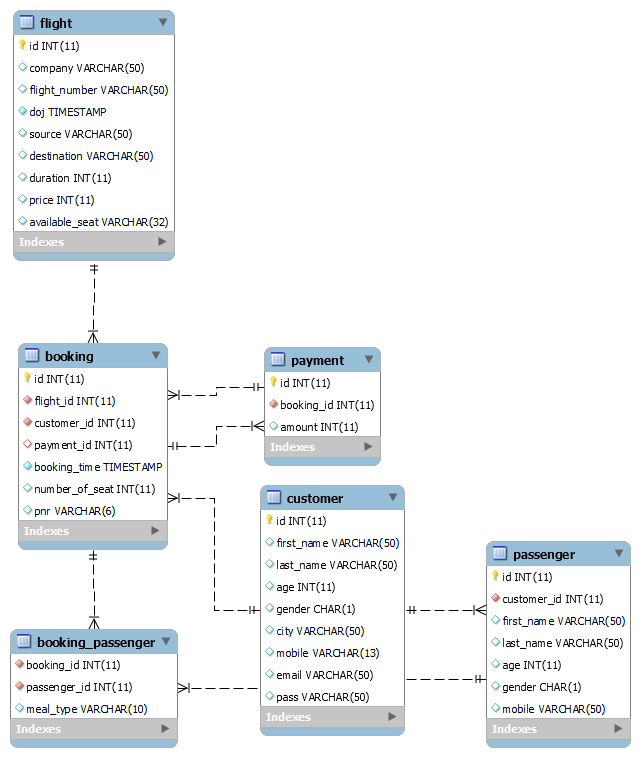 flight
id INT(11)
company VARCHAR(50)
flight_number VARCHAR(50)
doj TIMESTAMP
source VARCHAR(50)
destination VARCHAR(50)
duration INT(11)
price INT(11)
available_seat VARCHAR(32)
Indexes
booking
id INT(11)
flight_id INT(11)
customer_id INT(11)
payment_id INT(11)
booking_time TIMESTAMP
number_of_seat INT(11)
pnr VARCHAR(6)
Indexes
payment
id INT(11)
booking_id INT(11)
amount INT(11)
Indexes
customer
id INT(11)
first_name VARCHAR(50)
last_name VARCHAR(50)
age INT(11)
gender CHAR(1)
city VARCHAR(50)
mobile VARCHAR(13)
email VARCHAR(50)
pass VARCHAR(50)
Indexes
passenger
id INT(11)
customer_id INT(11)
first_name VARCHAR(50)
last_name VARCHAR(50)
age INT(11)
gender CHAR(1)
mobile VARCHAR(50)
Indexes
booking_passenger
booking_id INT(11)
passenger_id INT(11)
meal_type VARCHAR(10)
Indexes